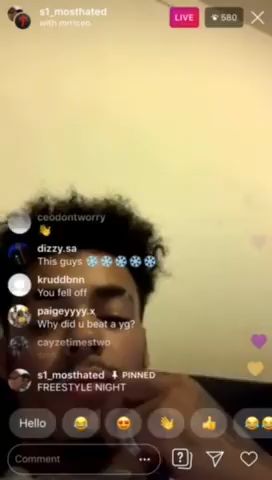 s1_mosthated
with mrrsceo
LIVE
580
ceodontworry
👋
dizzy.sa
This guys ❄️❄️❄️❄️❄️
kruddbnn
You fell off
paigeyyyy.x
Why did u beat a yg?
cayzetimestwo
s1_mosthated PINNED
FREESTYLE NIGHT
Hello 😂 😍 👋 👍 😂😂
Comment